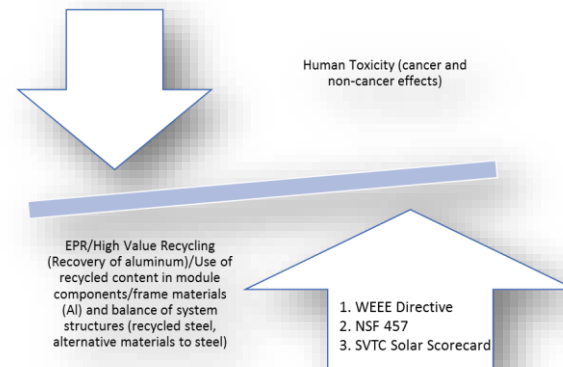 Human Toxicity (cancer and
non-cancer effects)
EPR/High Value Recycling
(Recovery of aluminum)/Use of
recycled content in module
components/frame materials
(Al) and balance of system
structures (recycled steel,
alternative materials to steel)
1. WEEE Directive
2. NSF 457
3. SVTC Solar Scorecard